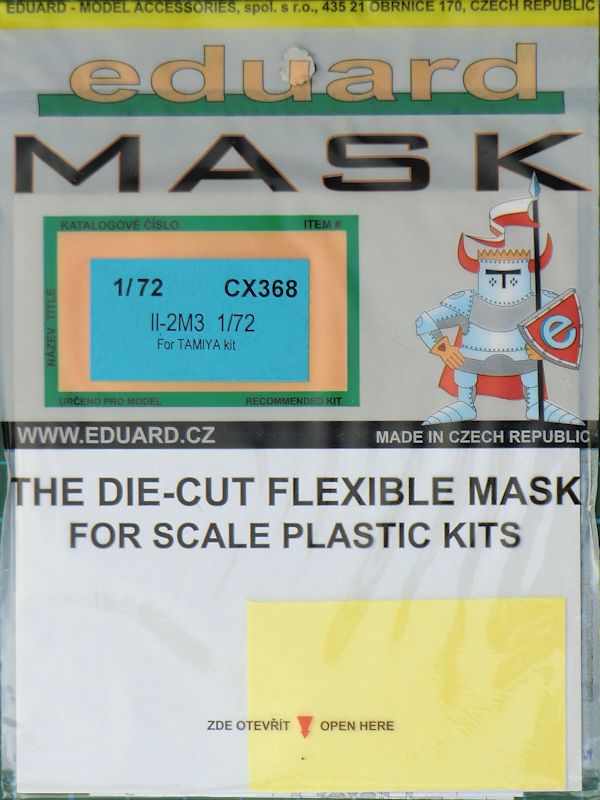 EDUARD - MODEL ACCESSORIES, spol. s r.o., 435 21 OBRNICE 170, CZECH REPUBLIC
eduard
MASK
KATALOGOVÉ ČÍSLO ITEM #
NÁZEV TITLE
1/72 CX368
Il-2M3 1/72
For TAMIYA kit
URČENO PRO MODEL RECOMMENDED KIT
e
WWW.EDUARD.CZ MADE IN CZECH REPUBLIC
THE DIE-CUT FLEXIBLE MASK
FOR SCALE PLASTIC KITS
ZDE OTEVŘÍT OPEN HERE